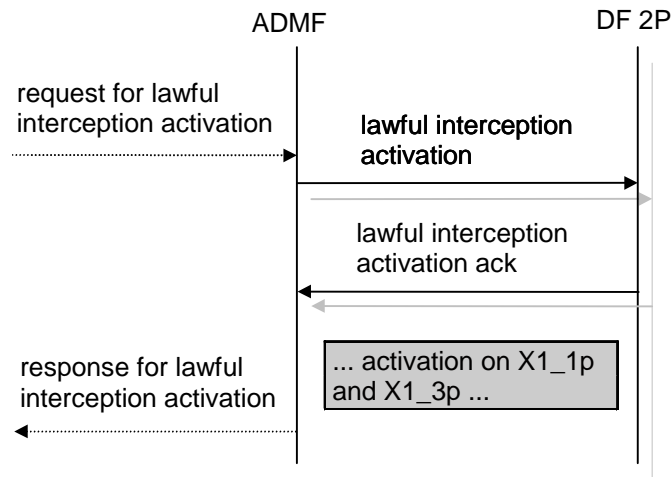 ADMF
DF 2P
request for lawful
interception activation
lawful interception
activation
lawful interception
activation ack
... activation on X1_1p
and X1_3p ...
response for lawful
interception activation